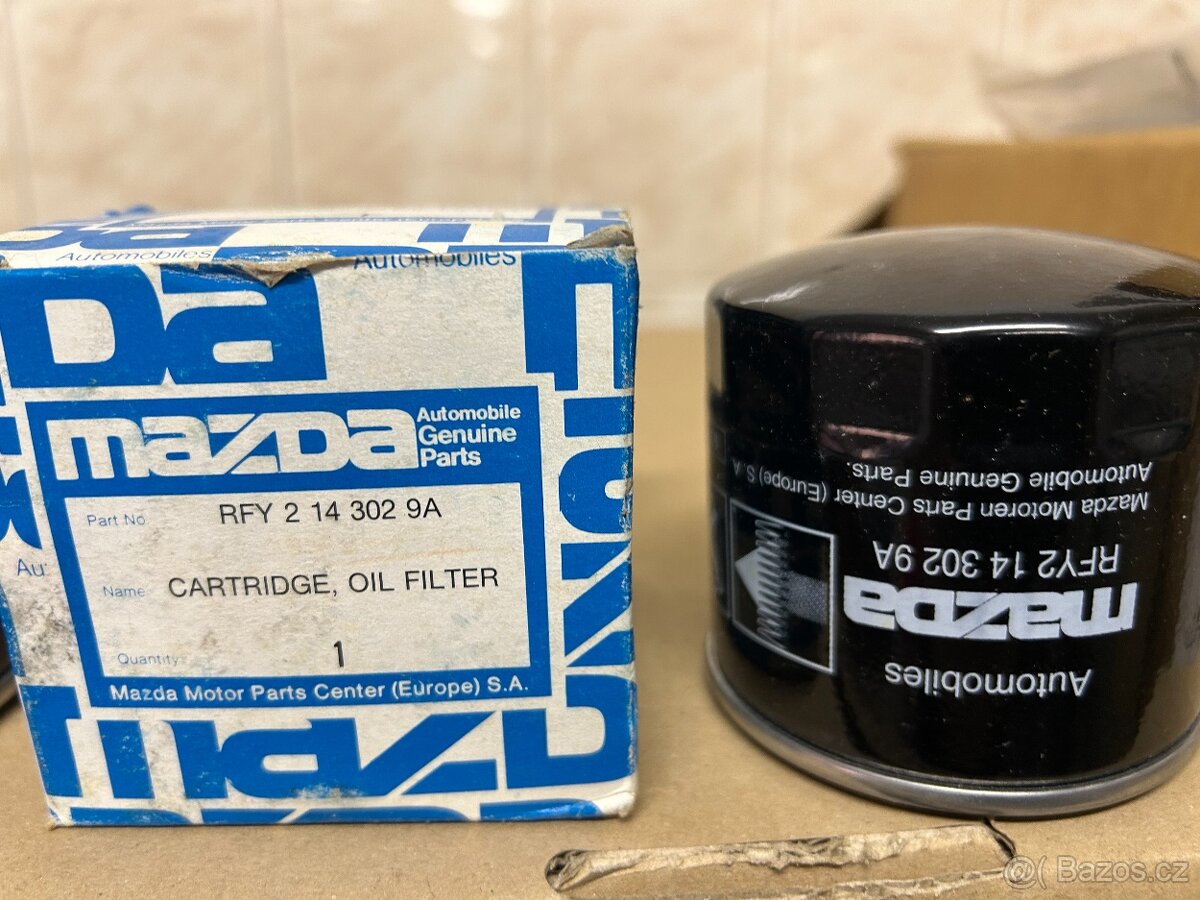 Automobiles
Automobiles
mazda
Automobile
Genuine
Parts
Part No
RFY 2 14 302 9A
Name
CARTRIDGE, OIL FILTER
Quantity
1
Mazda Motor Parts Center (Europe) S.A.
Automobiles
mazda
RFY2 14 302 9A
Mazda Motoren Parts Center (Europe) S.A.
Automobile Genuine Parts.
@( Bazos.cz